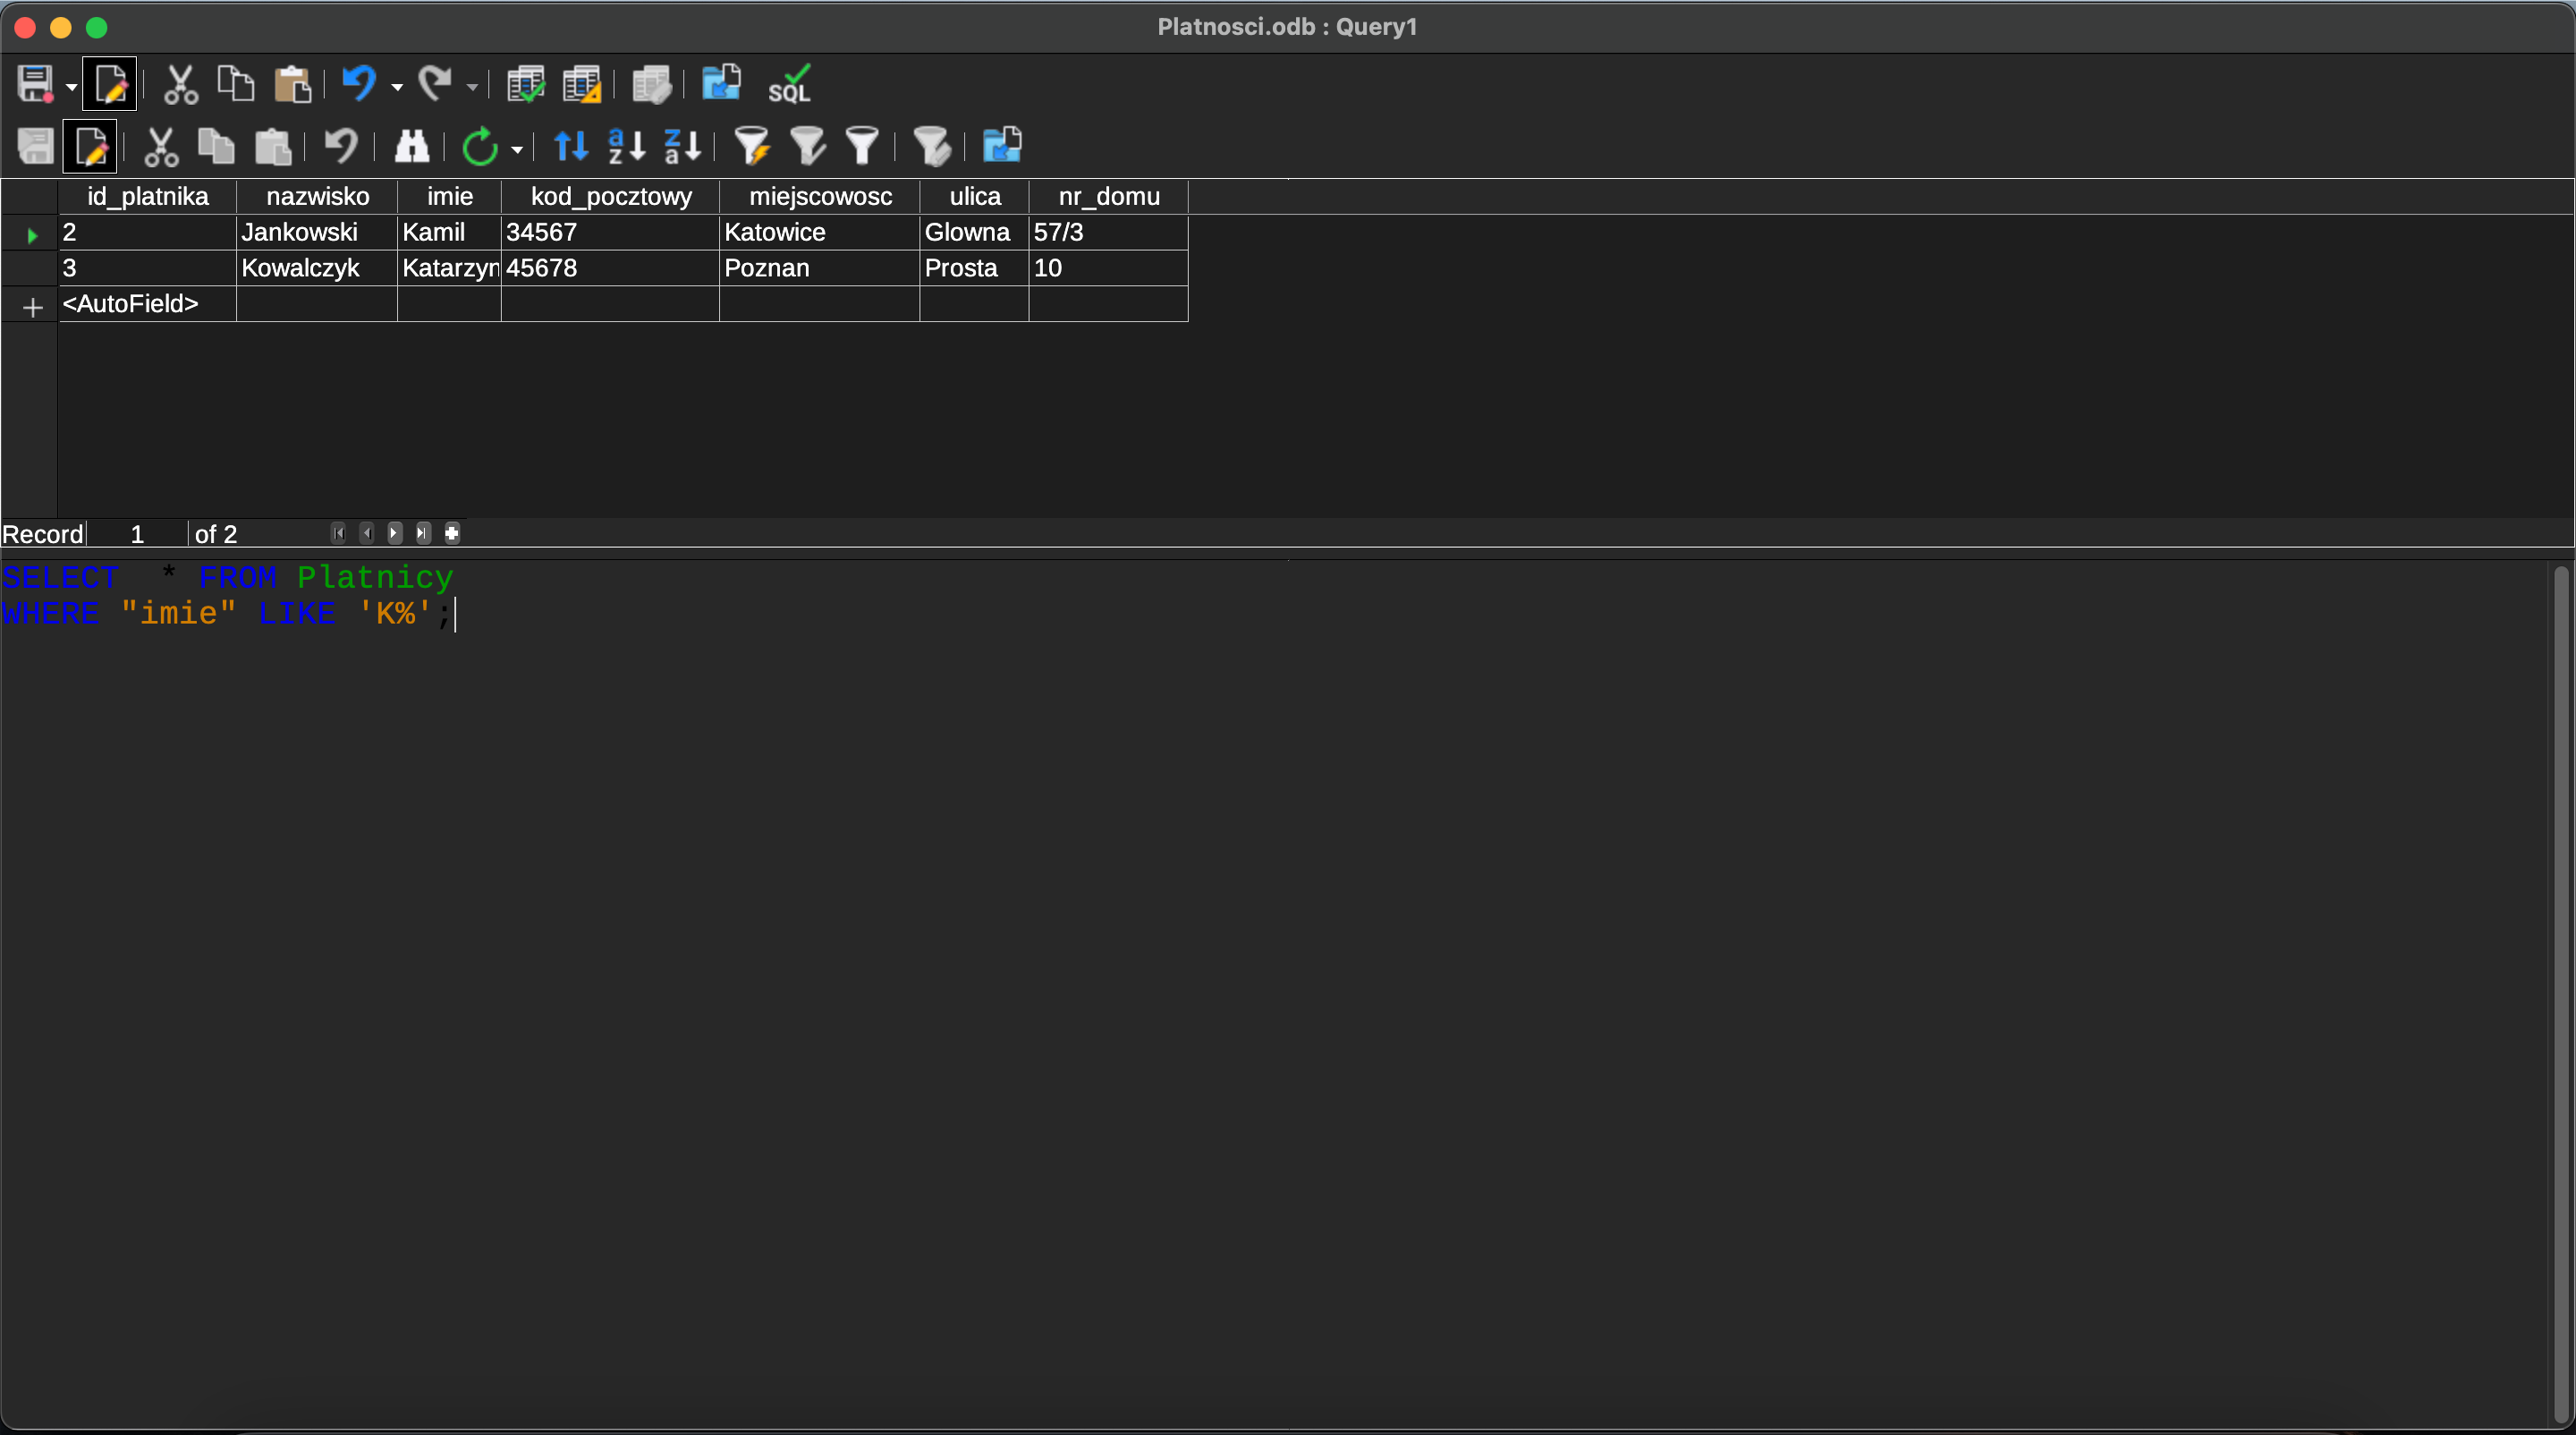 Platnosci.odb : Query1
SQL
a z z a
id_platnika nazwisko imie kod_pocztowy miejscowosc ulica nr_domu
2 Jankowski Kamil 34567 Katowice Glowna 57/3
3 Kowalczyk Katarzyn 45678 Poznan Prosta 10
<AutoField>
Record 1 of 2
SELECT  * FROM Platnicy
WHERE "imie" LIKE 'K%';